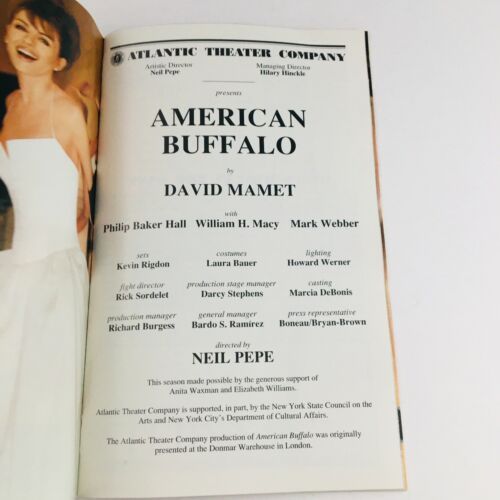 ATLANTIC THEATER COMPANY
Artistic Director Managing Director
Neil Pepe Hilary Hinckle
presents
AMERICAN
BUFFALO
by
DAVID MAMET
with
Philip Baker Hall William H. Macy Mark Webber
sets costumes lighting
Kevin Rigdon Laura Bauer Howard Werner
fight director production stage manager casting
Rick Sordelet Darcy Stephens Marcia DeBonis
production manager general manager press representative
Richard Burgess Bardo S. Ramirez Boneau/Bryan-Brown
directed by
NEIL PEPE
This season made possible by the generous support of
Anita Waxman and Elizabeth Williams.
Atlantic Theater Company is supported, in part, by the New York State Council on the
Arts and New York City's Department of Cultural Affairs.
The Atlantic Theater Company production of American Buffalo was originally
presented at the Donmar Warehouse in London.